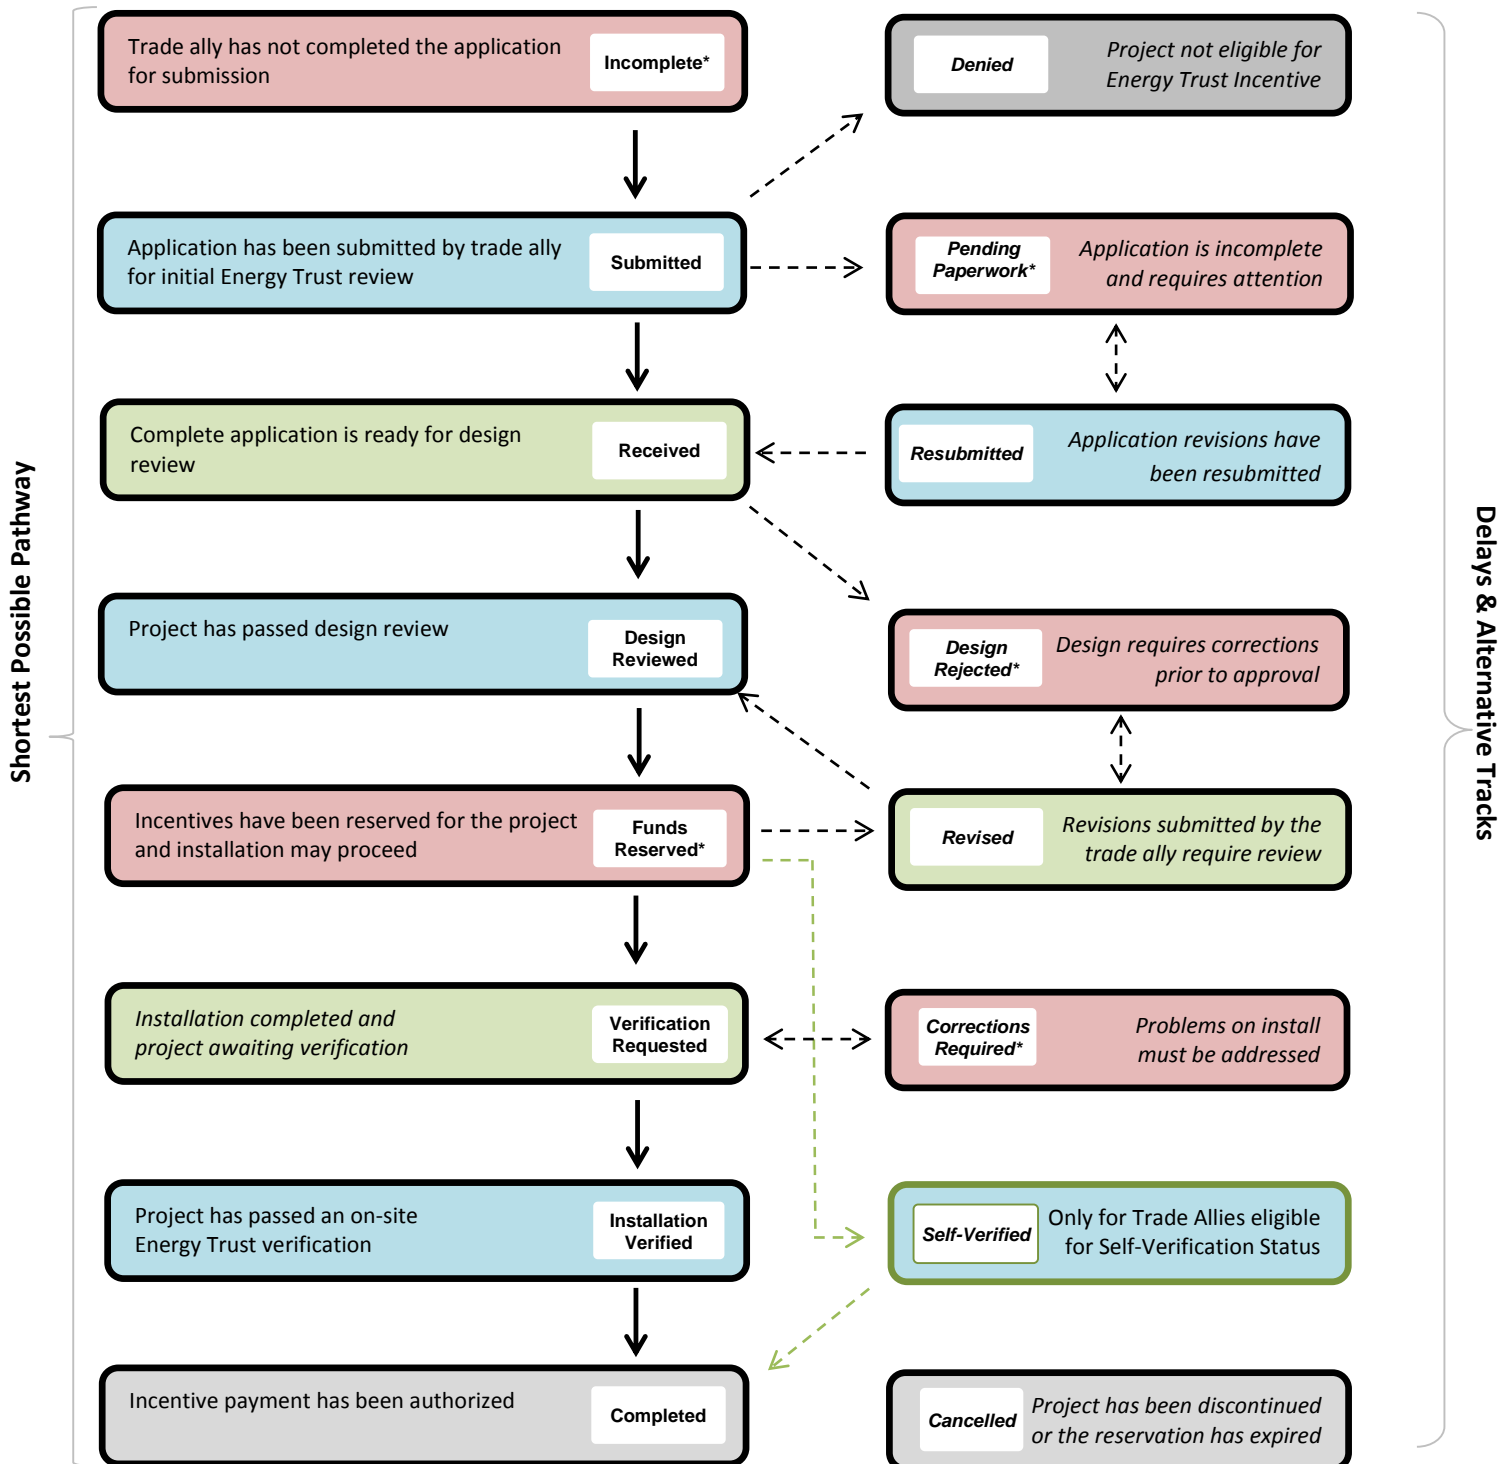 Shortest Possible Pathway
Trade ally has not completed the application
for submission
Incomplete*
Denied
Project not eligible for
Energy Trust Incentive
Application has been submitted by trade ally
for initial Energy Trust review
Submitted
Pending
Paperwork*
Application is incomplete
and requires attention
Complete application is ready for design
review
Received
Resubmitted
Application revisions have
been resubmitted
Project has passed design review
Design
Reviewed
Design
Rejected*
Design requires corrections
prior to approval
Incentives have been reserved for the project
and installation may proceed
Funds
Reserved*
Revised
Revisions submitted by the
trade ally require review
Installation completed and
project awaiting verification
Verification
Requested
Corrections
Required*
Problems on install
must be addressed
Project has passed an on-site
Energy Trust verification
Installation
Verified
Self-Verified
Only for Trade Allies eligible
for Self-Verification Status
Incentive payment has been authorized
Completed
Cancelled
Project has been discontinued
or the reservation has expired
Delays & Alternative Tracks